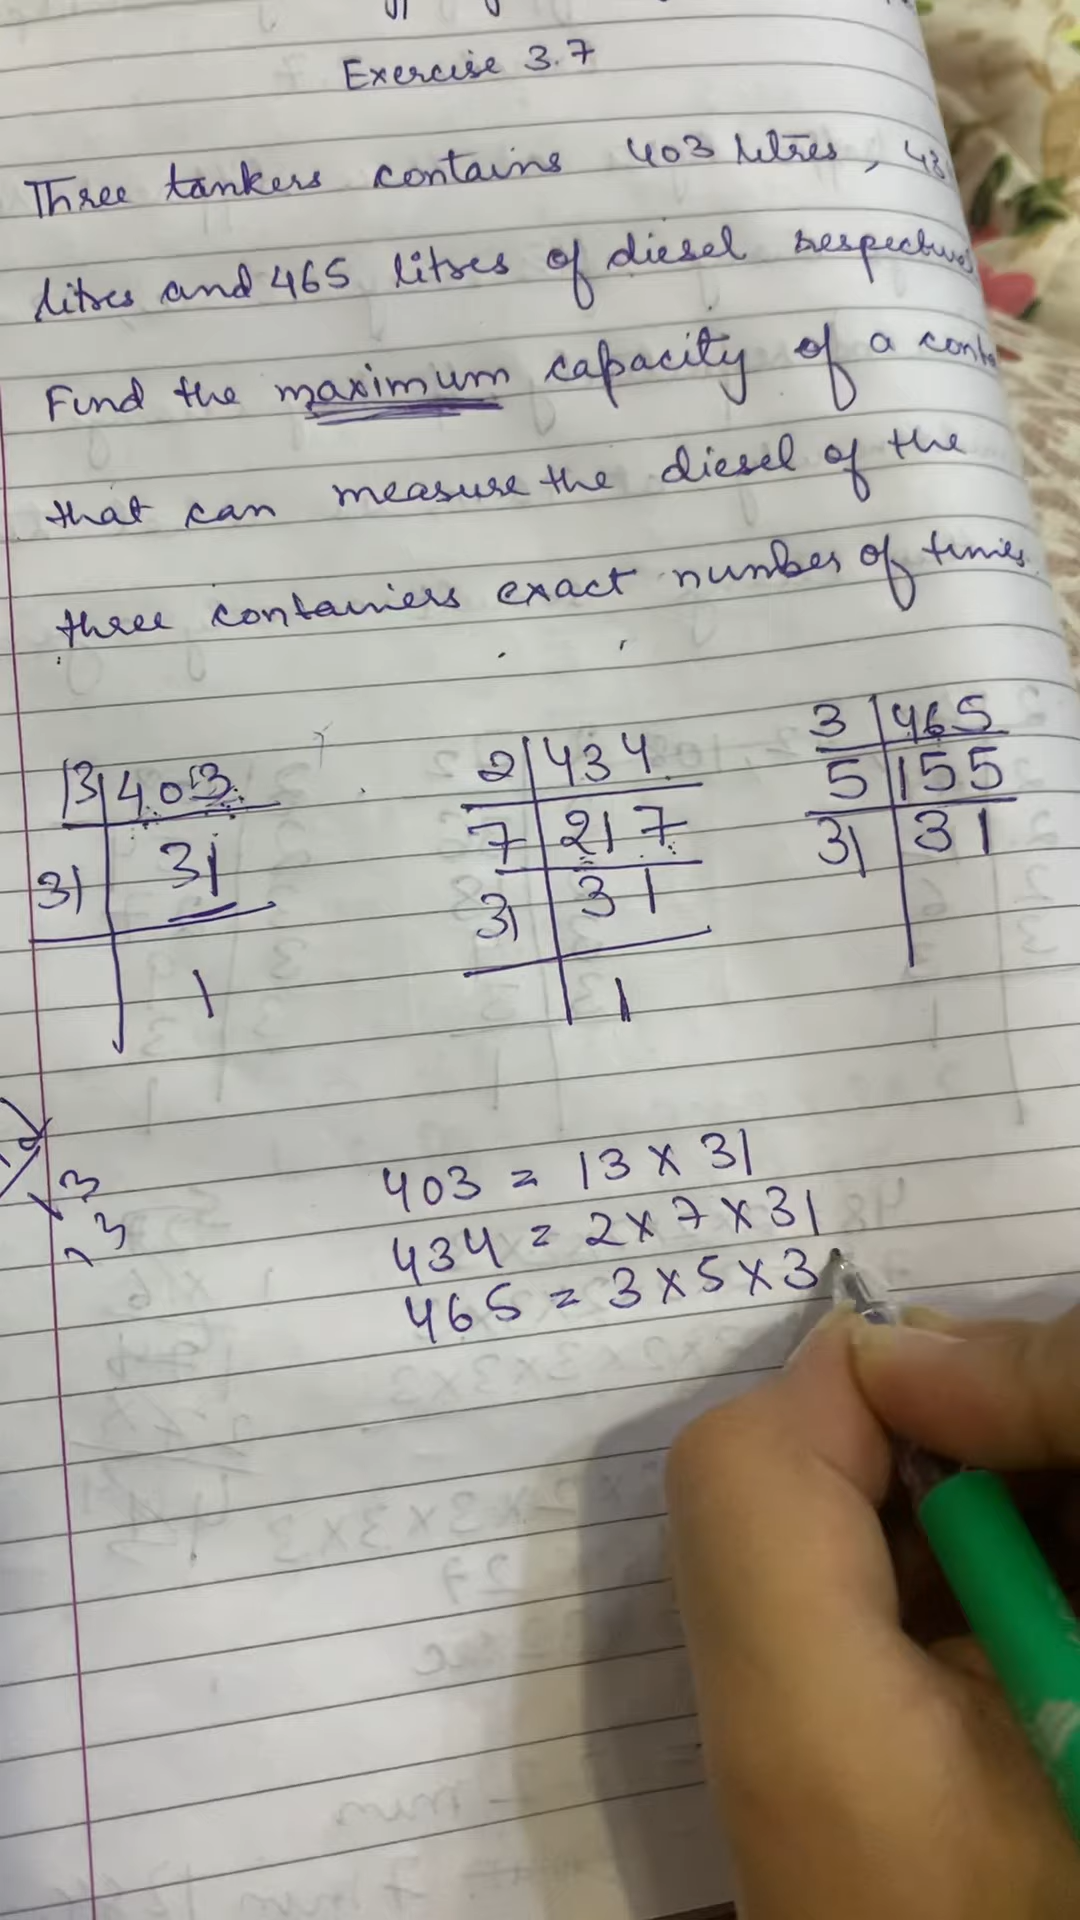 Exercise 3.7
Three tankers contains 403 litres, 43
litres and 465 litres of diesel respectivel
Find the maximum capacity of a conta
that can measure the diesel of the
three containers exact number of times.
13 | 403
31 | 31
1
2 | 434
7 | 217
31 | 31
1
3 | 465
5 | 155
31 | 31
403 = 13 × 31
434 = 2 × 7 × 31
465 = 3 × 5 × 3